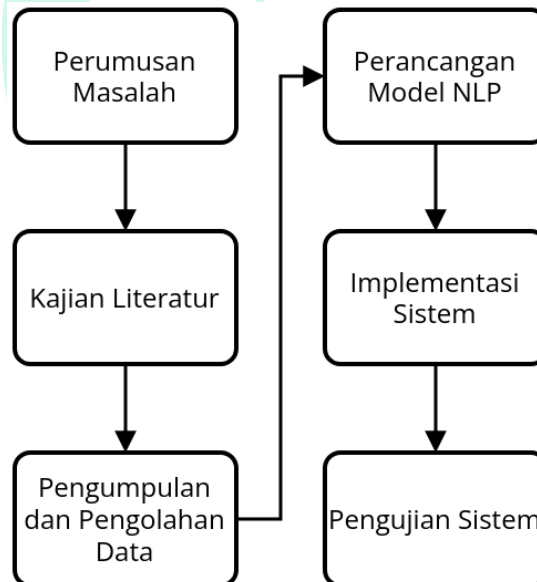 Perumusan
Masalah
Kajian Literatur
Pengumpulan
dan Pengolahan
Data
Perancangan
Model NLP
Implementasi
Sistem
Pengujian Sistem